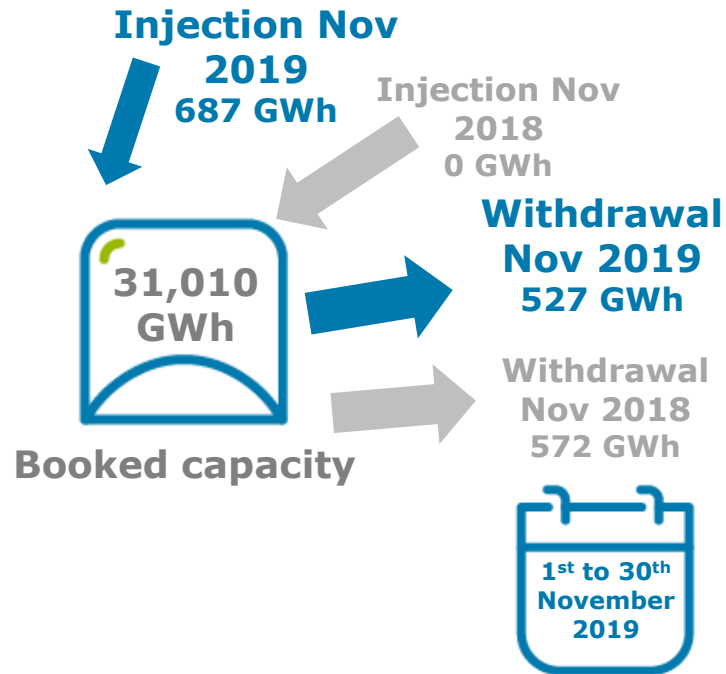 Injection Nov
2019
687 GWh
Injection Nov
2018
0 GWh
Withdrawal
Nov 2019
527 GWh
31,010
GWh
Withdrawal
Nov 2018
572 GWh
Booked capacity
1st to 30th
November
2019